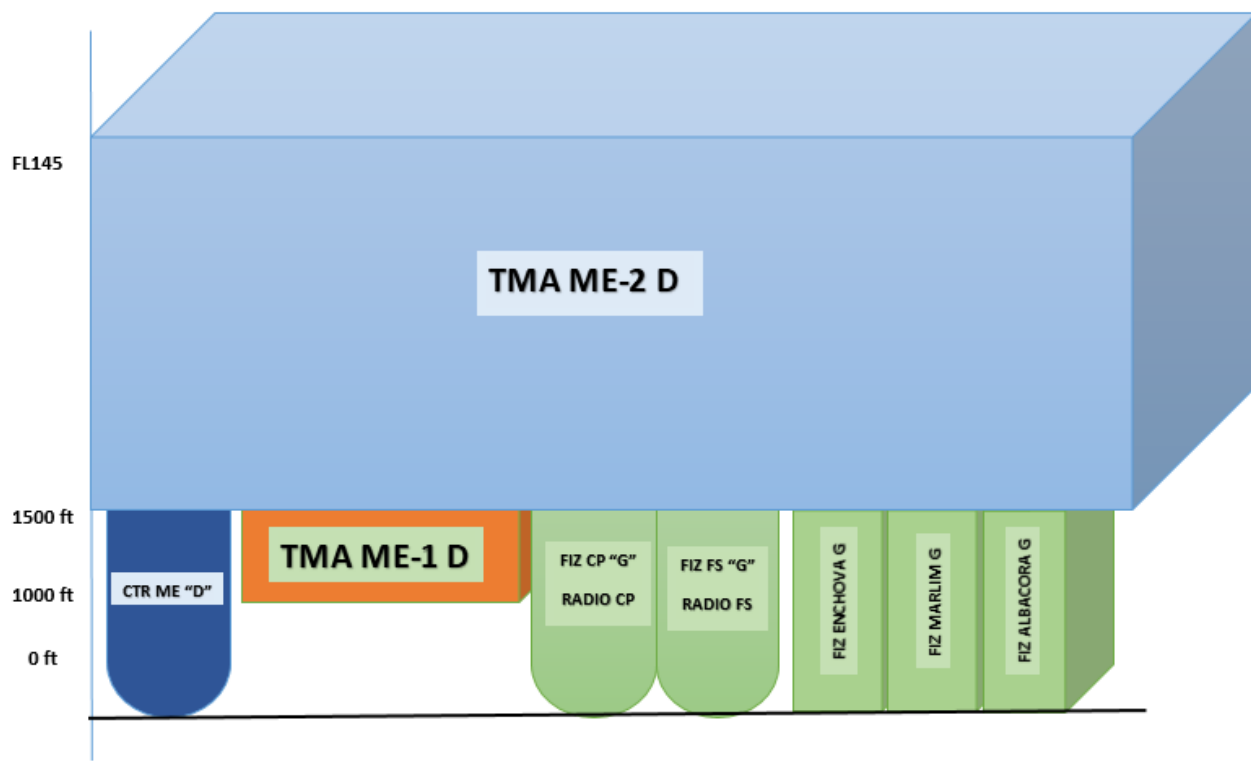 FL145
TMA ME-2 D
1500 ft
TMA ME-1 D
1000 ft
0 ft
CTR ME “D”
FIZ CP “G”
RADIO CP
FIZ FS “G”
RADIO FS
FIZ ENCHOVA G
FIZ MARLIM G
FIZ ALBACORA G